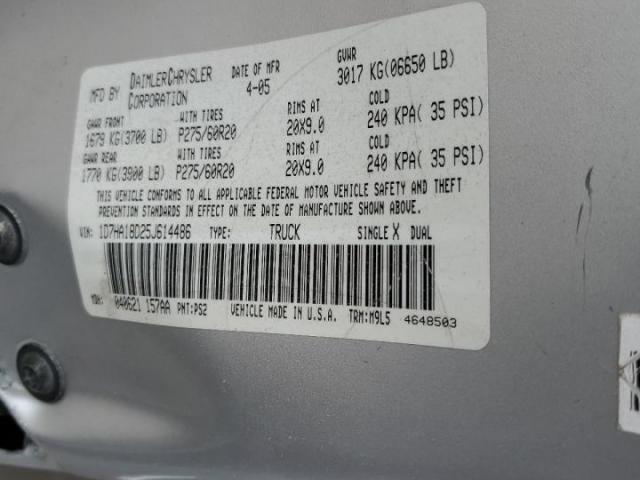 MFD BY DAIMLERCHRYSLER CORPORATION DATE OF MFR 4-05 GVWR 3017 KG(06650 LB)
GAWR FRONT WITH TIRES RIMS AT COLD
1679 KG(3700 LB) P275/60R20 20X9.0 240 KPA( 35 PSI)
GAWR REAR WITH TIRES RIMS AT COLD
1770 KG(3900 LB) P275/60R20 20X9.0 240 KPA( 35 PSI)
THIS VEHICLE CONFORMS TO ALL APPLICABLE FEDERAL MOTOR VEHICLE SAFETY AND THEFT
PREVENTION STANDARDS IN EFFECT ON THE DATE OF MANUFACTURE SHOWN ABOVE.
VIN: 1D7HA18D25J614486 TYPE: TRUCK SINGLE X DUAL
MDH: 040621 157AA PNT:PS2 VEHICLE MADE IN U.S.A. TRM:M9L5 4648503